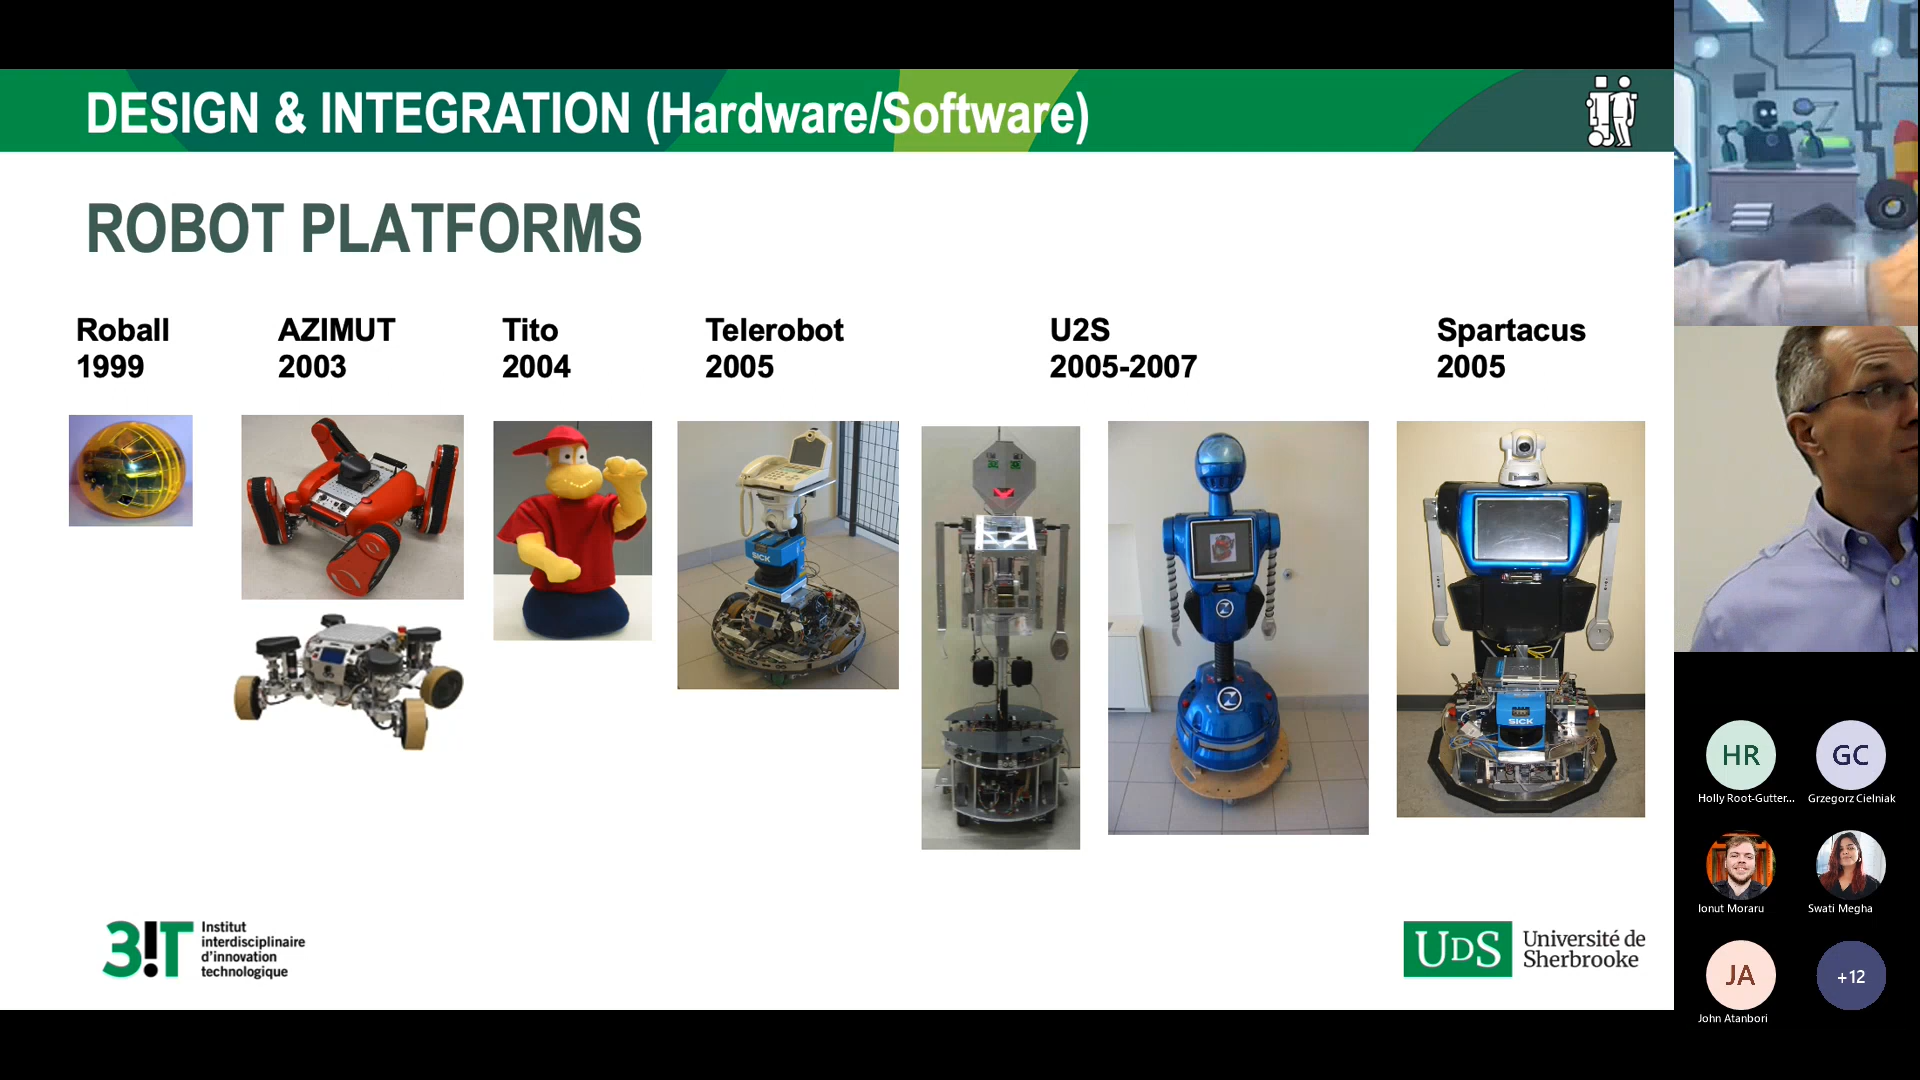 DESIGN & INTEGRATION (Hardware/Software)
ROBOT PLATFORMS
Roball
1999
AZIMUT
2003
Tito
2004
Telerobot
2005
U2S
2005-2007
Spartacus
2005
SICK
Z
Z
SICK
3!T
Institut
interdisciplinaire
d'innovation
technologique
UDS
Université de
Sherbrooke
HR
Holly Root-Gutter...
GC
Grzegorz Cielniak
Ionut Moraru
Swati Megha
JA
John Atanbori
+12